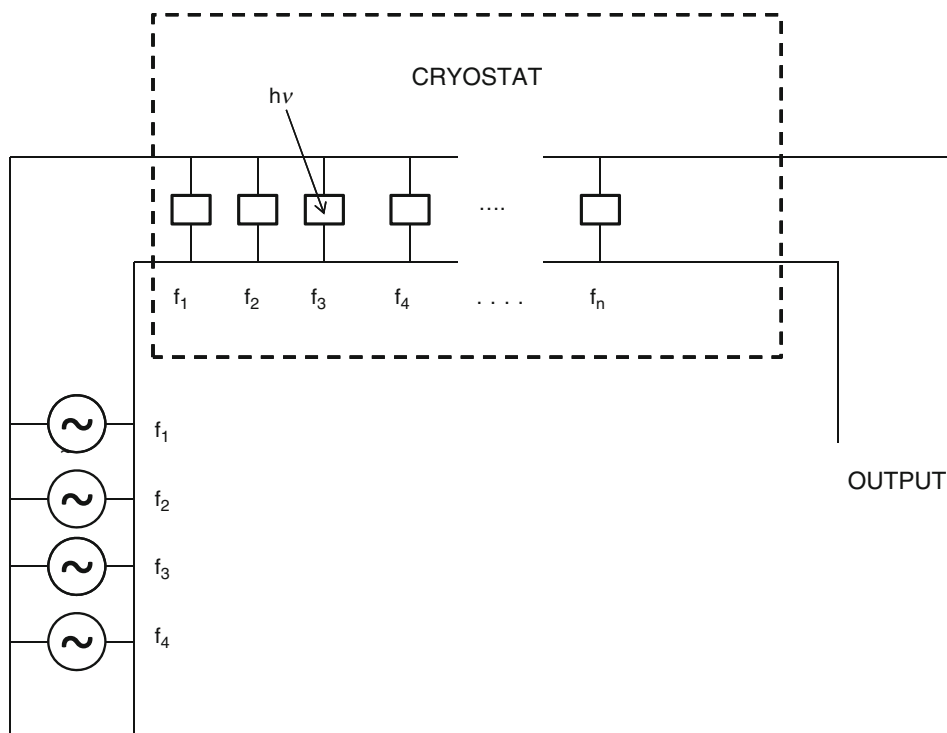 CRYOSTAT
hν
....
f₁ f₂ f₃ f₄ . . . . fₙ
f₁
OUTPUT
f₂
f₃
f₄